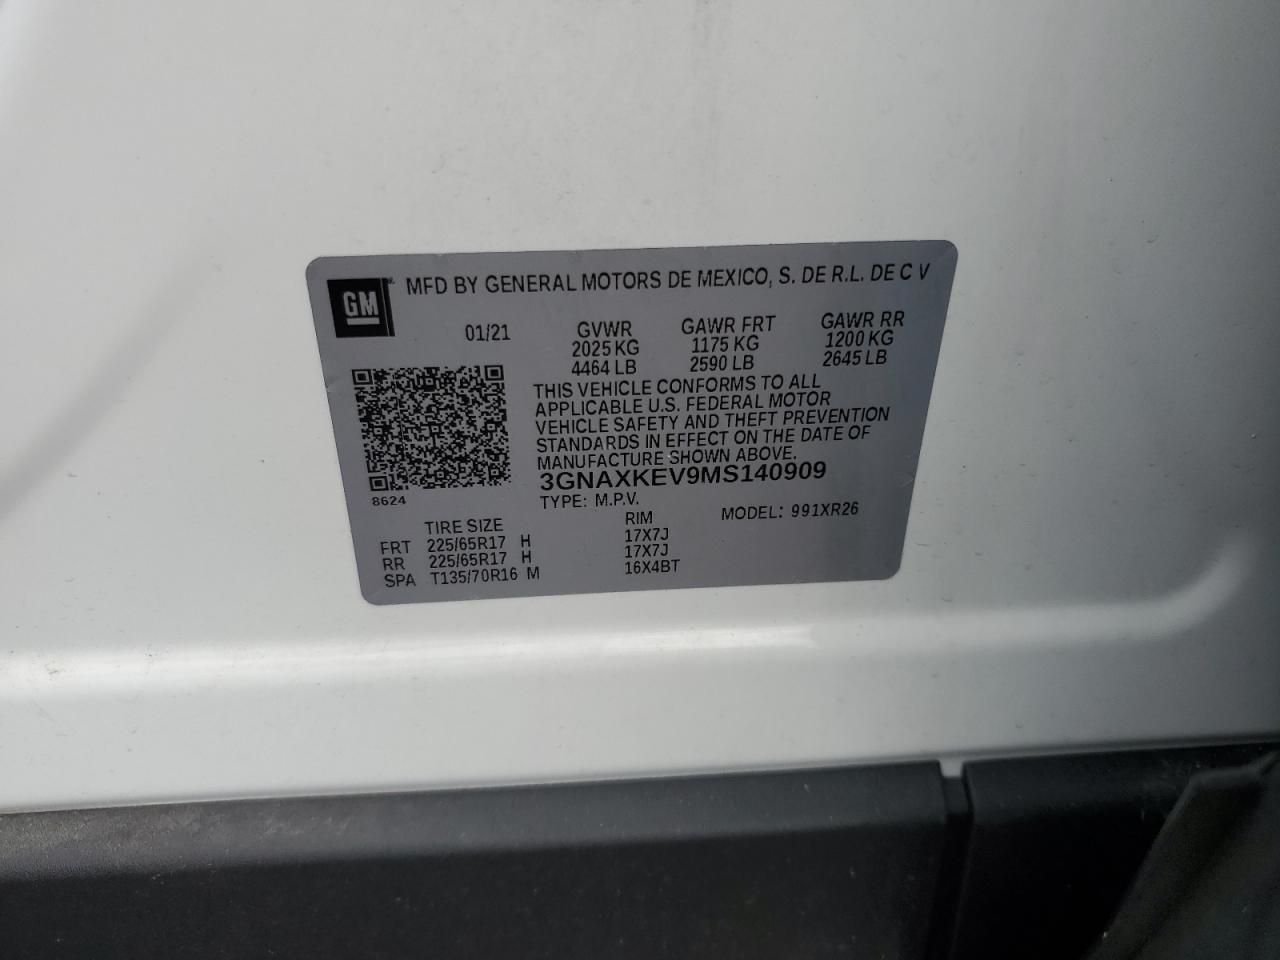 GM
MFD BY GENERAL MOTORS DE MEXICO, S. DE R.L. DE C V
01/21 GVWR GAWR FRT GAWR RR
2025 KG 1175 KG 1200 KG
4464 LB 2590 LB 2645 LB
THIS VEHICLE CONFORMS TO ALL
APPLICABLE U.S. FEDERAL MOTOR
VEHICLE SAFETY AND THEFT PREVENTION
STANDARDS IN EFFECT ON THE DATE OF
MANUFACTURE SHOWN ABOVE.
3GNAXKEV9MS140909
8624
TYPE: M.P.V. MODEL: 991XR26
TIRE SIZE RIM
FRT 225/65R17 H 17X7J
RR 225/65R17 H 17X7J
SPA T135/70R16 M 16X4BT